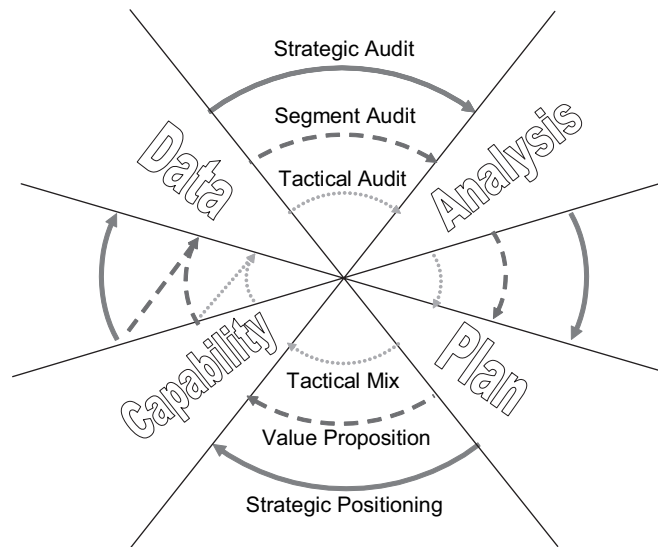 Strategic Audit
Segment Audit
Tactical Audit
Data
Analysis
Capability
Plan
Tactical Mix
Value Proposition
Strategic Positioning